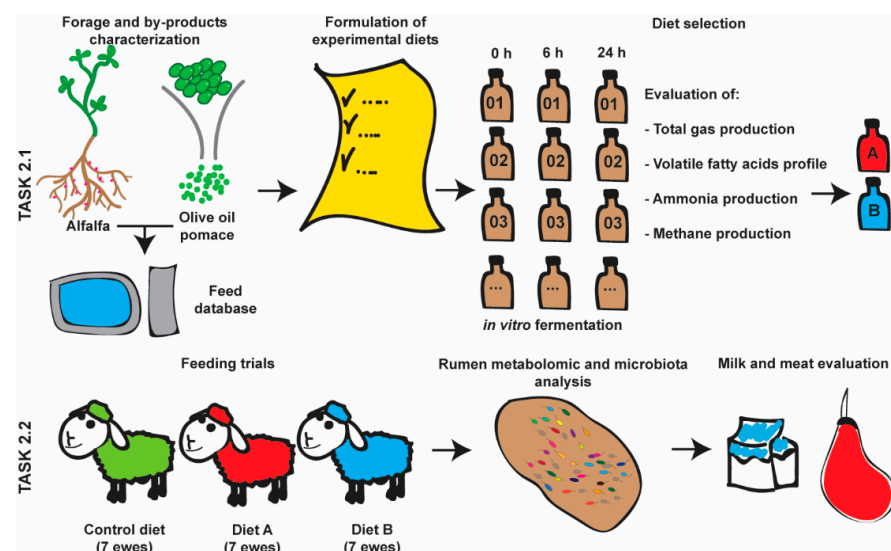 Forage and by-products
characterization
Formulation of
experimental diets
Diet selection
0 h 6 h 24 h
TASK 2.1
01 01 01
02 02 02
03 03 03
... ... ...
in vitro fermentation
Evaluation of:
- Total gas production
- Volatile fatty acids profile
- Ammonia production
- Methane production
A
B
Alfalfa
Olive oil
pomace
Feed
database
TASK 2.2
Feeding trials
Rumen metabolomic and microbiota
analysis
Milk and meat evaluation
Control diet
(7 ewes)
Diet A
(7 ewes)
Diet B
(7 ewes)